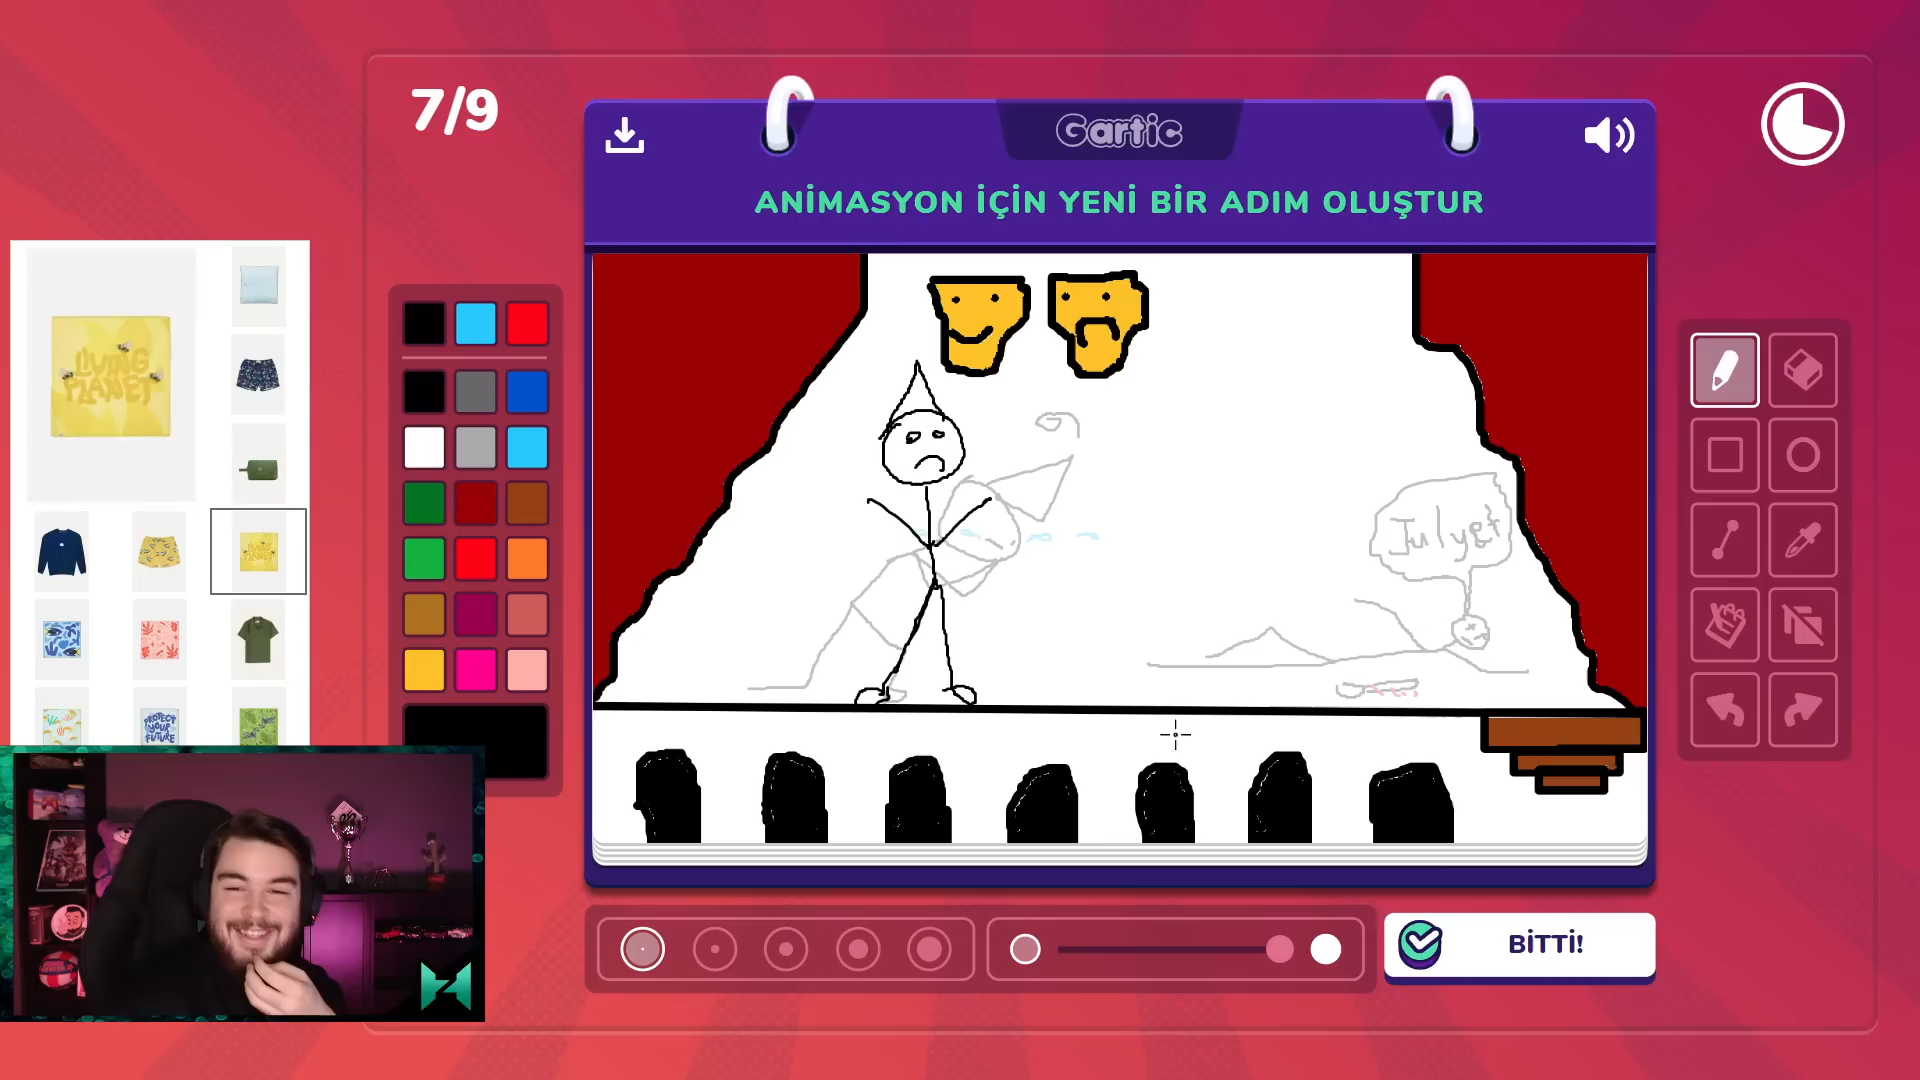 7/9
Gartic
ANİMASYON İÇİN YENİ BİR ADIM OLUŞTUR
LIVING
PLANET
Julyet
PROTECT
YOUR
FUTURE
BİTTİ!